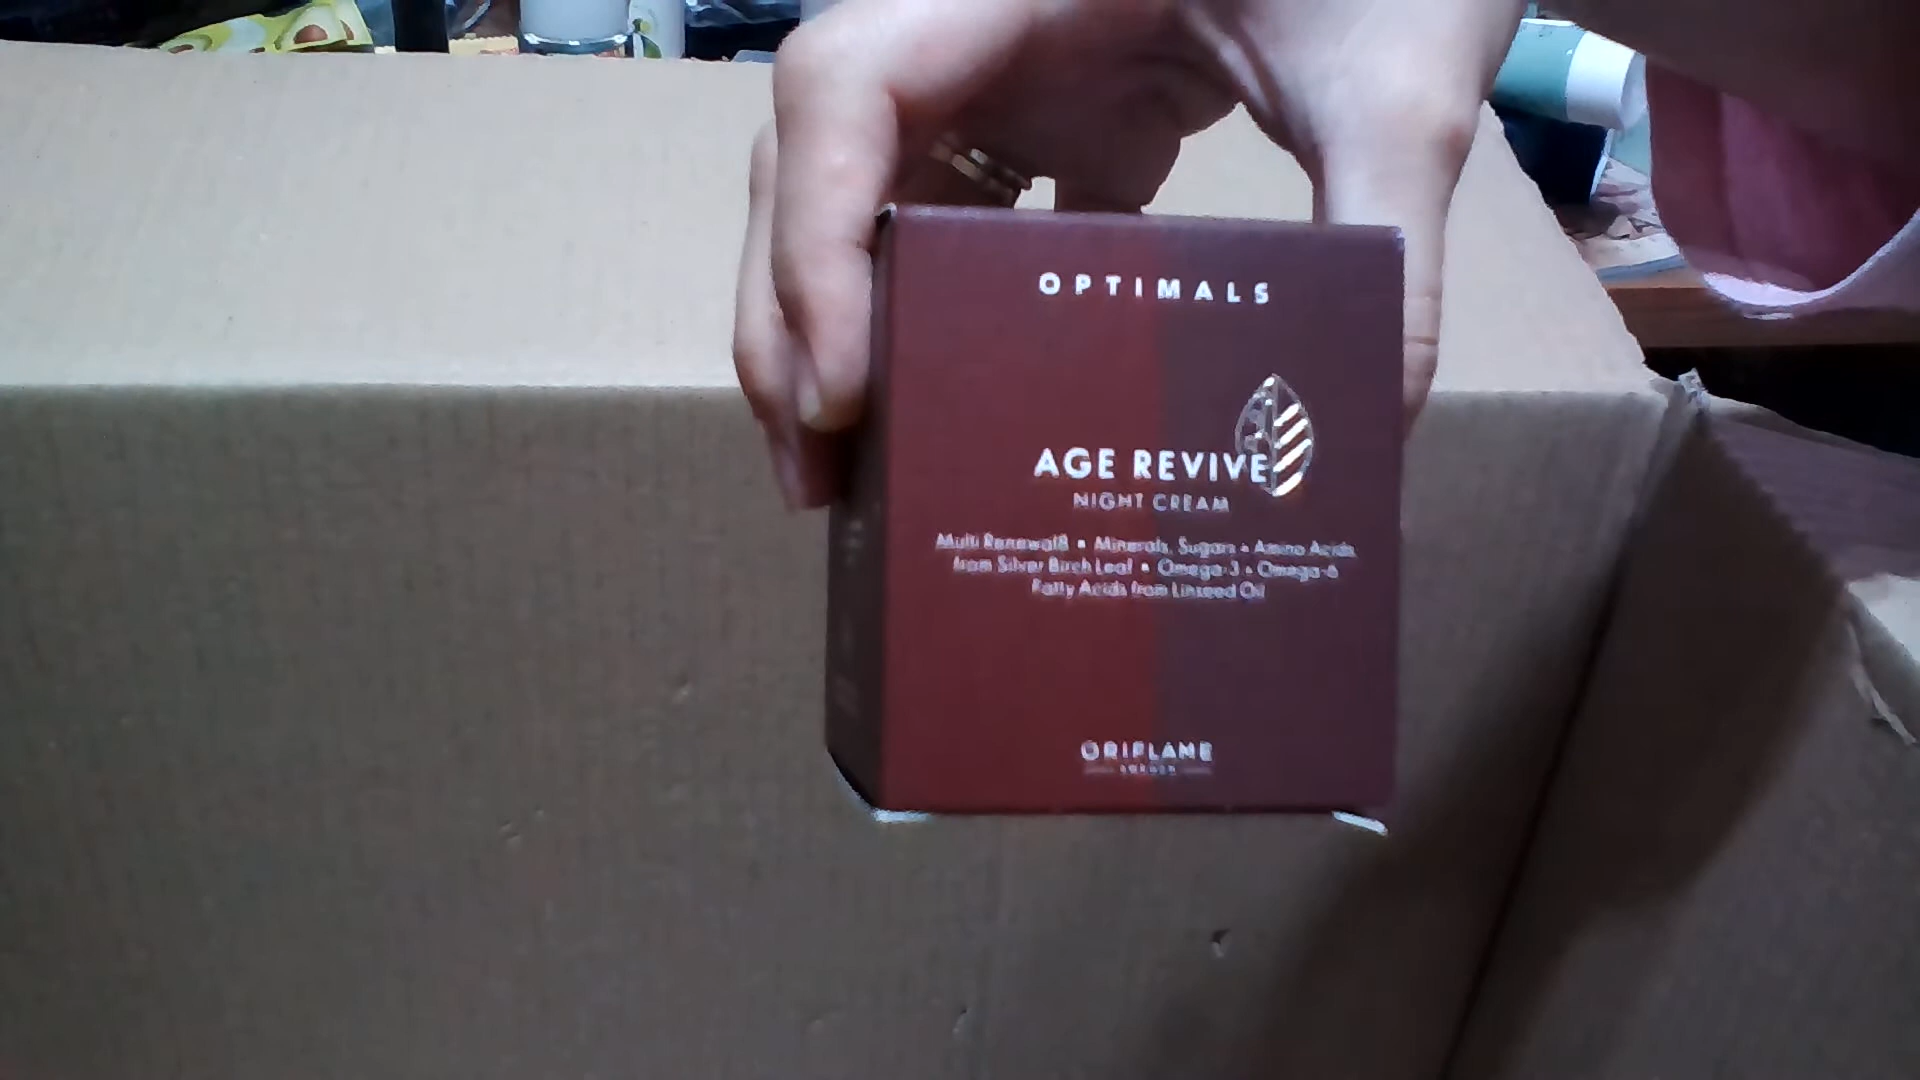 OPTIMALS
AGE REVIVE
NIGHT CREAM
Multi Renewal8 • Minerals, Sugars + Amino Acids
from Silver Birch Leaf • Omega-3 + Omega-6
Fatty Acids from Linseed Oil
ORIFLAME
SWEDEN